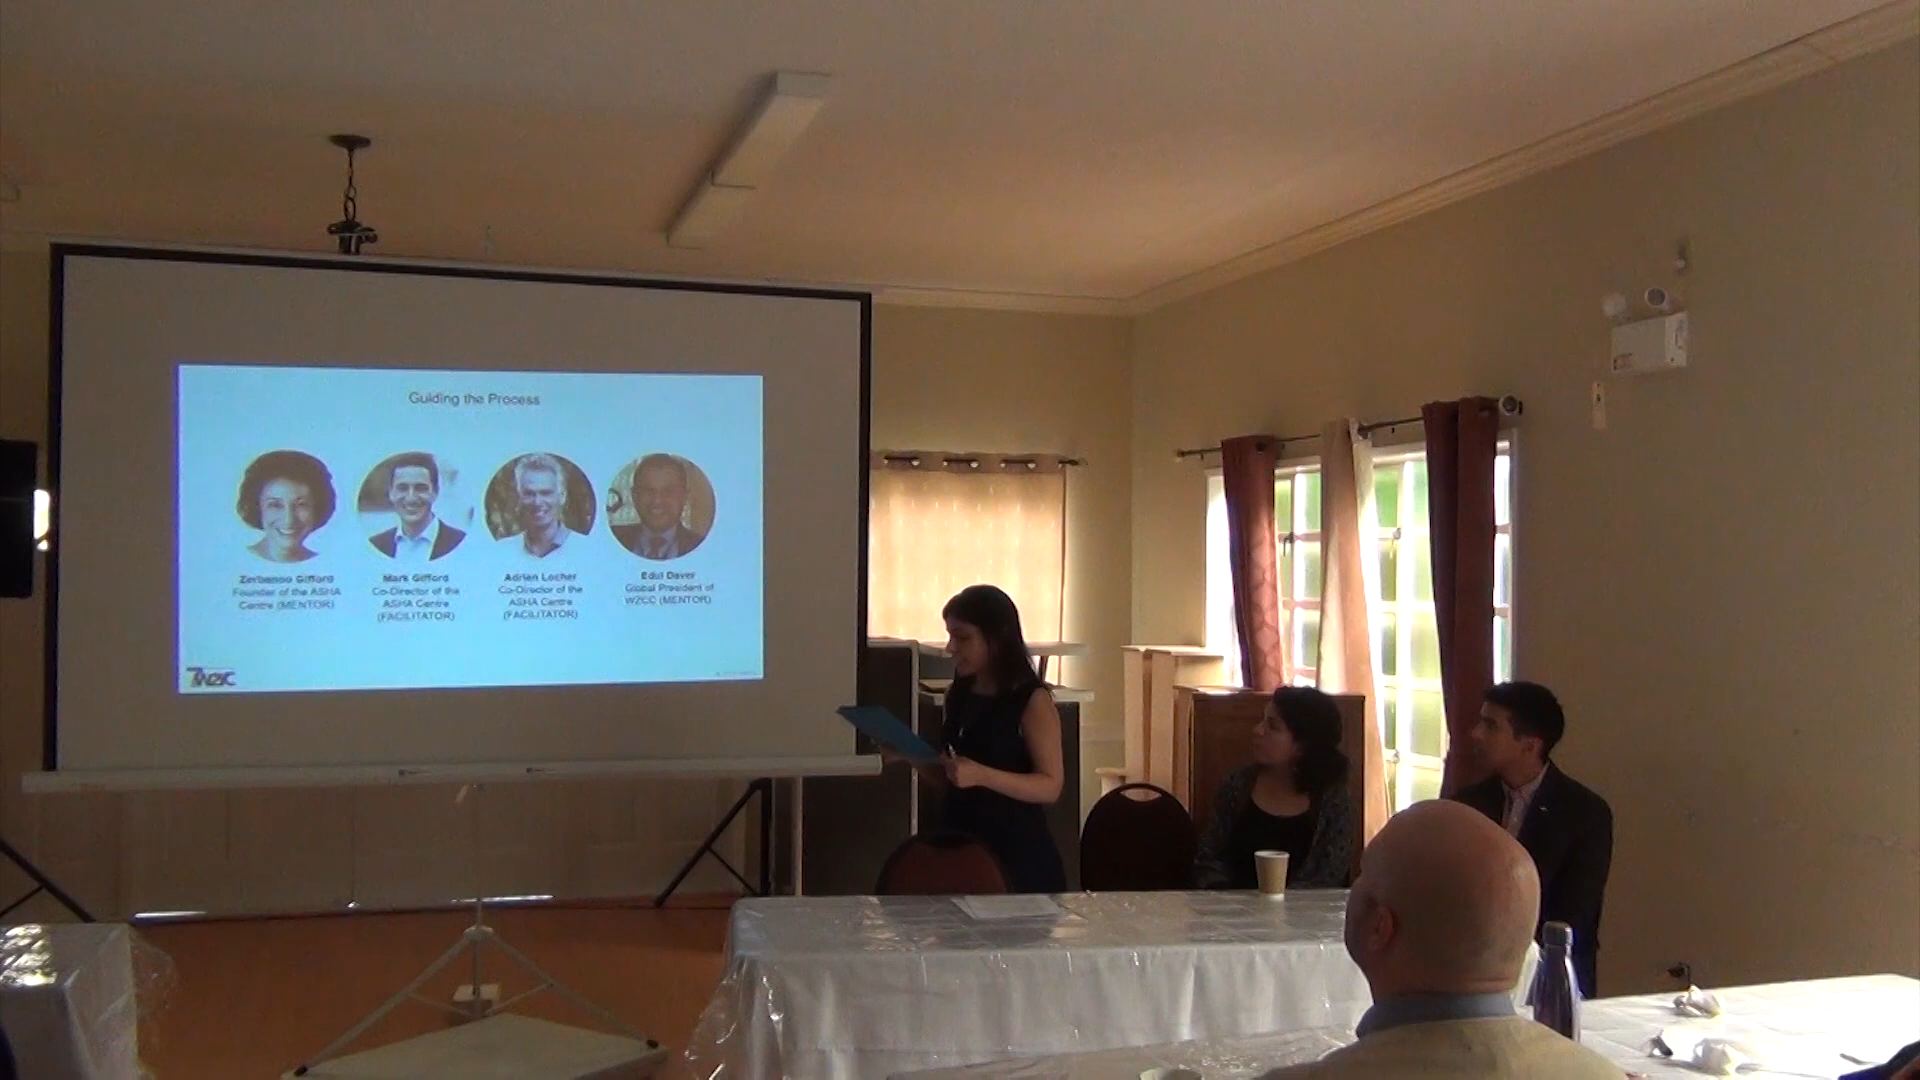 Guiding the Process
Zerbanoo Gifford
Founder of the ASHA
Centre (MENTOR)
Mark Gifford
Co-Director of the
ASHA Centre
(FACILITATOR)
Adrian Locher
Co-Director of the
ASHA Centre
(FACILITATOR)
Edul Daver
Global President of
WZCC (MENTOR)